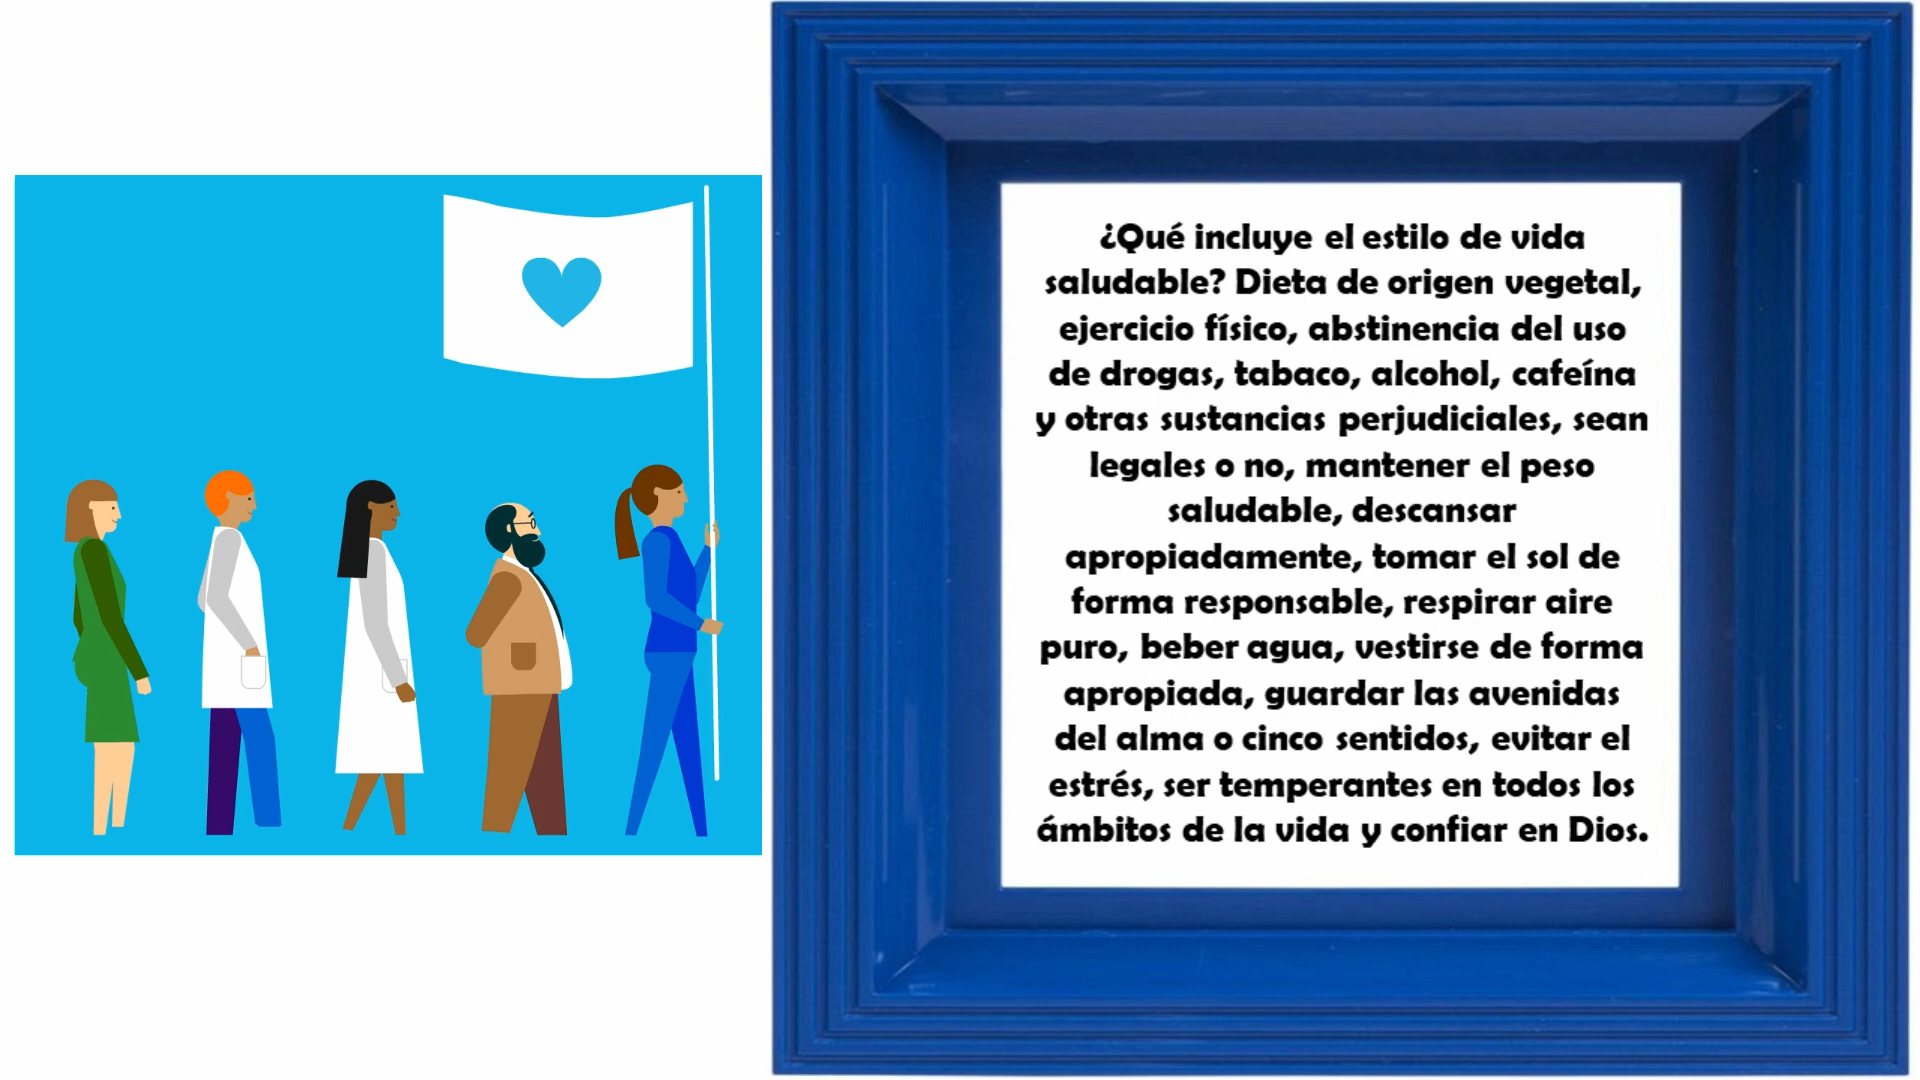 ¿Qué incluye el estilo de vida
saludable? Dieta de origen vegetal,
ejercicio físico, abstinencia del uso
de drogas, tabaco, alcohol, cafeína
y otras sustancias perjudiciales, sean
legales o no, mantener el peso
saludable, descansar
apropiadamente, tomar el sol de
forma responsable, respirar aire
puro, beber agua, vestirse de forma
apropiada, guardar las avenidas
del alma o cinco sentidos, evitar el
estrés, ser temperantes en todos los
ámbitos de la vida y confiar en Dios.